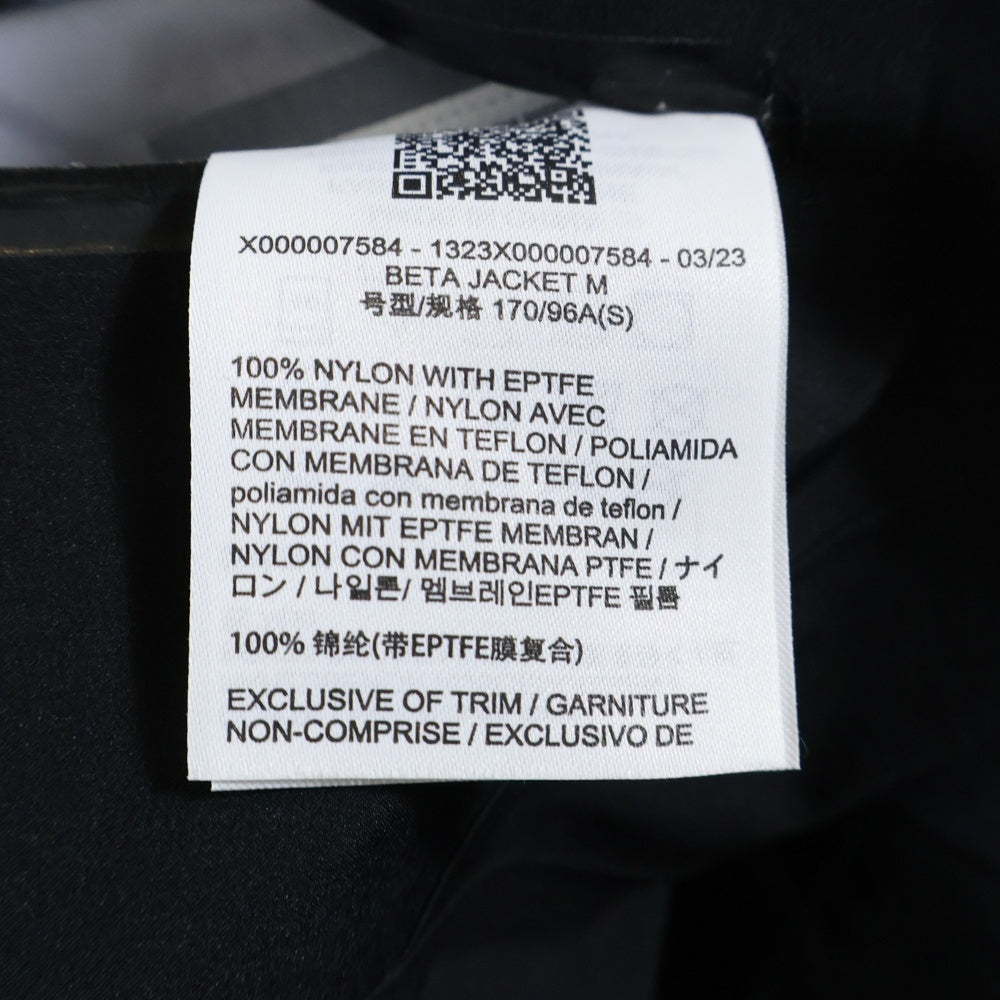 X000007584 - 1323X000007584 - 03/23
BETA JACKET M
号型/规格 170/96A(S)
100% NYLON WITH EPTFE
MEMBRANE / NYLON AVEC
MEMBRANE EN TEFLON / POLIAMIDA
CON MEMBRANA DE TEFLON /
poliamida con membrana de teflon /
NYLON MIT EPTFE MEMBRAN /
NYLON CON MEMBRANA PTFE / ナイ
ロン / 나일론/ 멤브레인EPTFE 필름
100% 锦纶(带EPTFE膜复合)
EXCLUSIVE OF TRIM / GARNITURE
NON-COMPRISE / EXCLUSIVO DE